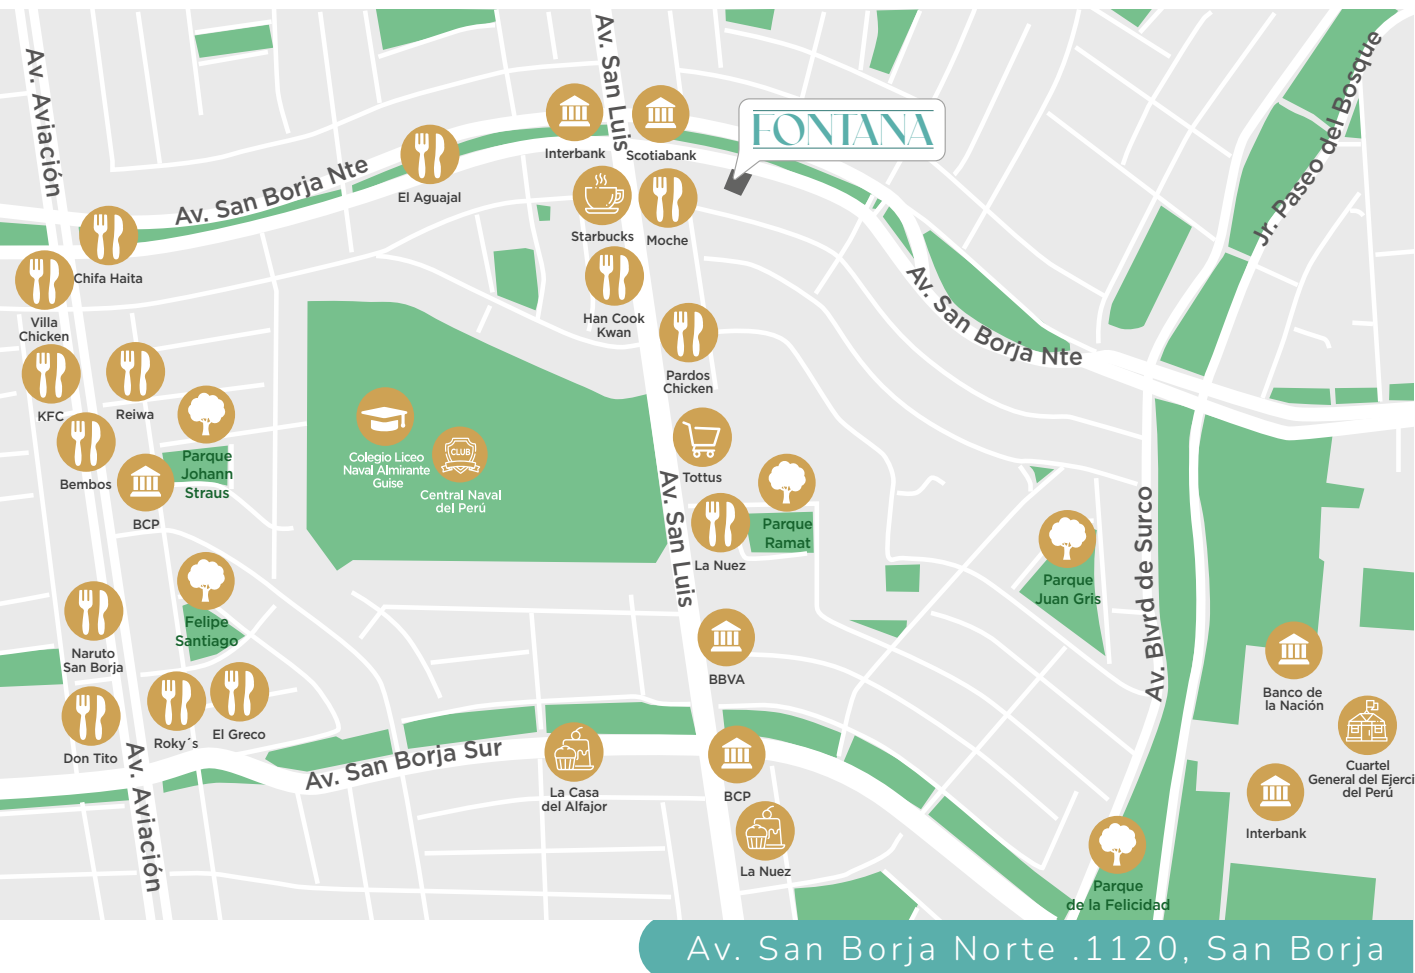 Av. San Luis
Av. Aviación
Jr. Paseo del Bosque
FONTANA
Interbank
Scotiabank
Av. San Borja Nte
El Aguajal
Starbucks
Moche
Chifa Haita
Av. San Borja Nte
Villa
Chicken
Han Cook
Kwan
Pardos
Chicken
KFC
Reiwa
Parque
Johann
Straus
Colegio Liceo
Naval Almirante
Guise
CLUB
Central Naval
del Perú
Tottus
Bembos
BCP
Av. San Luis
Parque
Ramat
La Nuez
Av. Blvrd de Surco
Parque
Juan Gris
Felipe
Santiago
Naruto
San Borja
BBVA
Banco de
la Nación
Don Tito
Roky´s
El Greco
Av. San Borja Sur
Av. Aviación
La Casa
del Alfajor
BCP
Cuartel
General del Ejerci
del Perú
Interbank
La Nuez
Parque
de la Felicidad
Av. San Borja Norte .1120, San Borja